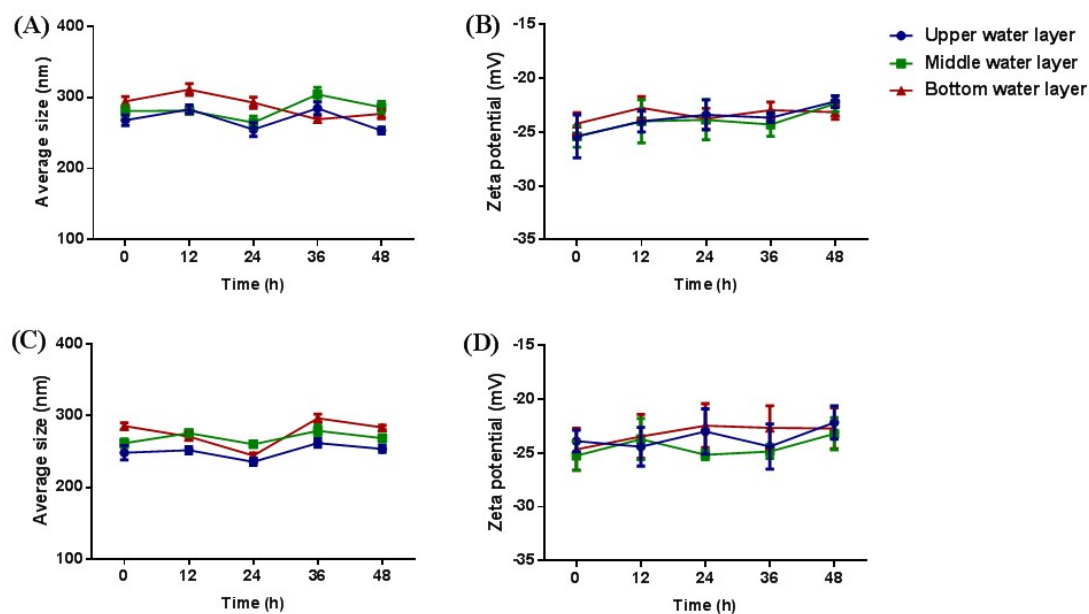 (A)
400
300
200
100
Average size (nm)
0 12 24 36 48
Time (h)
(B)
-15
-20
-25
-30
-35
Zeta potential (mV)
0 12 24 36 48
Time (h)
Upper water layer
Middle water layer
Bottom water layer
(C)
400
300
200
100
Average size (nm)
0 12 24 36 48
Time (h)
(D)
-15
-20
-25
-30
-35
Zeta potential (mV)
0 12 24 36 48
Time (h)